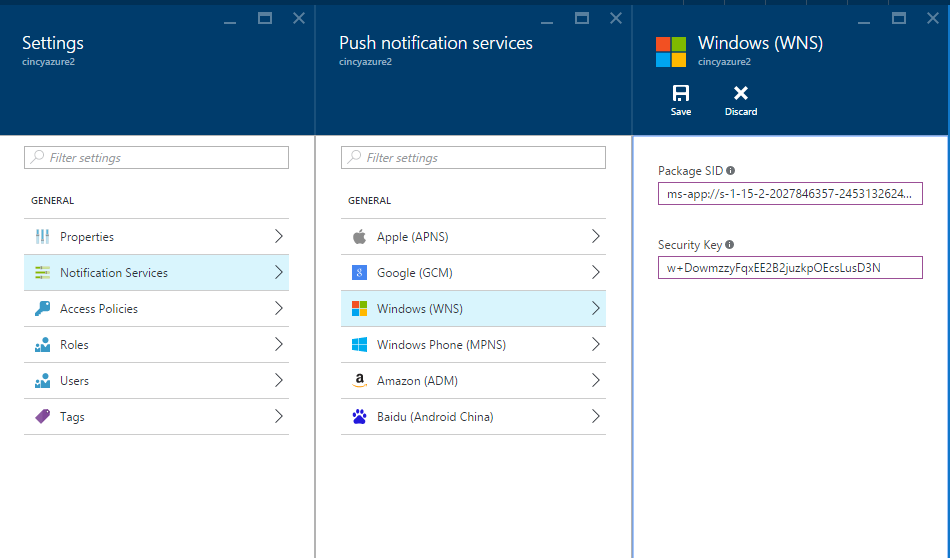 Settings
cincyazure2
Filter settings
GENERAL
Properties
Notification Services
Access Policies
Roles
Users
Tags
Push notification services
cincyazure2
Filter settings
GENERAL
Apple (APNS)
Google (GCM)
Windows (WNS)
Windows Phone (MPNS)
Amazon (ADM)
Baidu (Android China)
Windows (WNS)
cincyazure2
Save
Discard
Package SID
ms-app://s-1-15-2-2027846357-2453132624...
Security Key
w+DowmzzyFqxEE2B2juzkpOEcsLusD3N